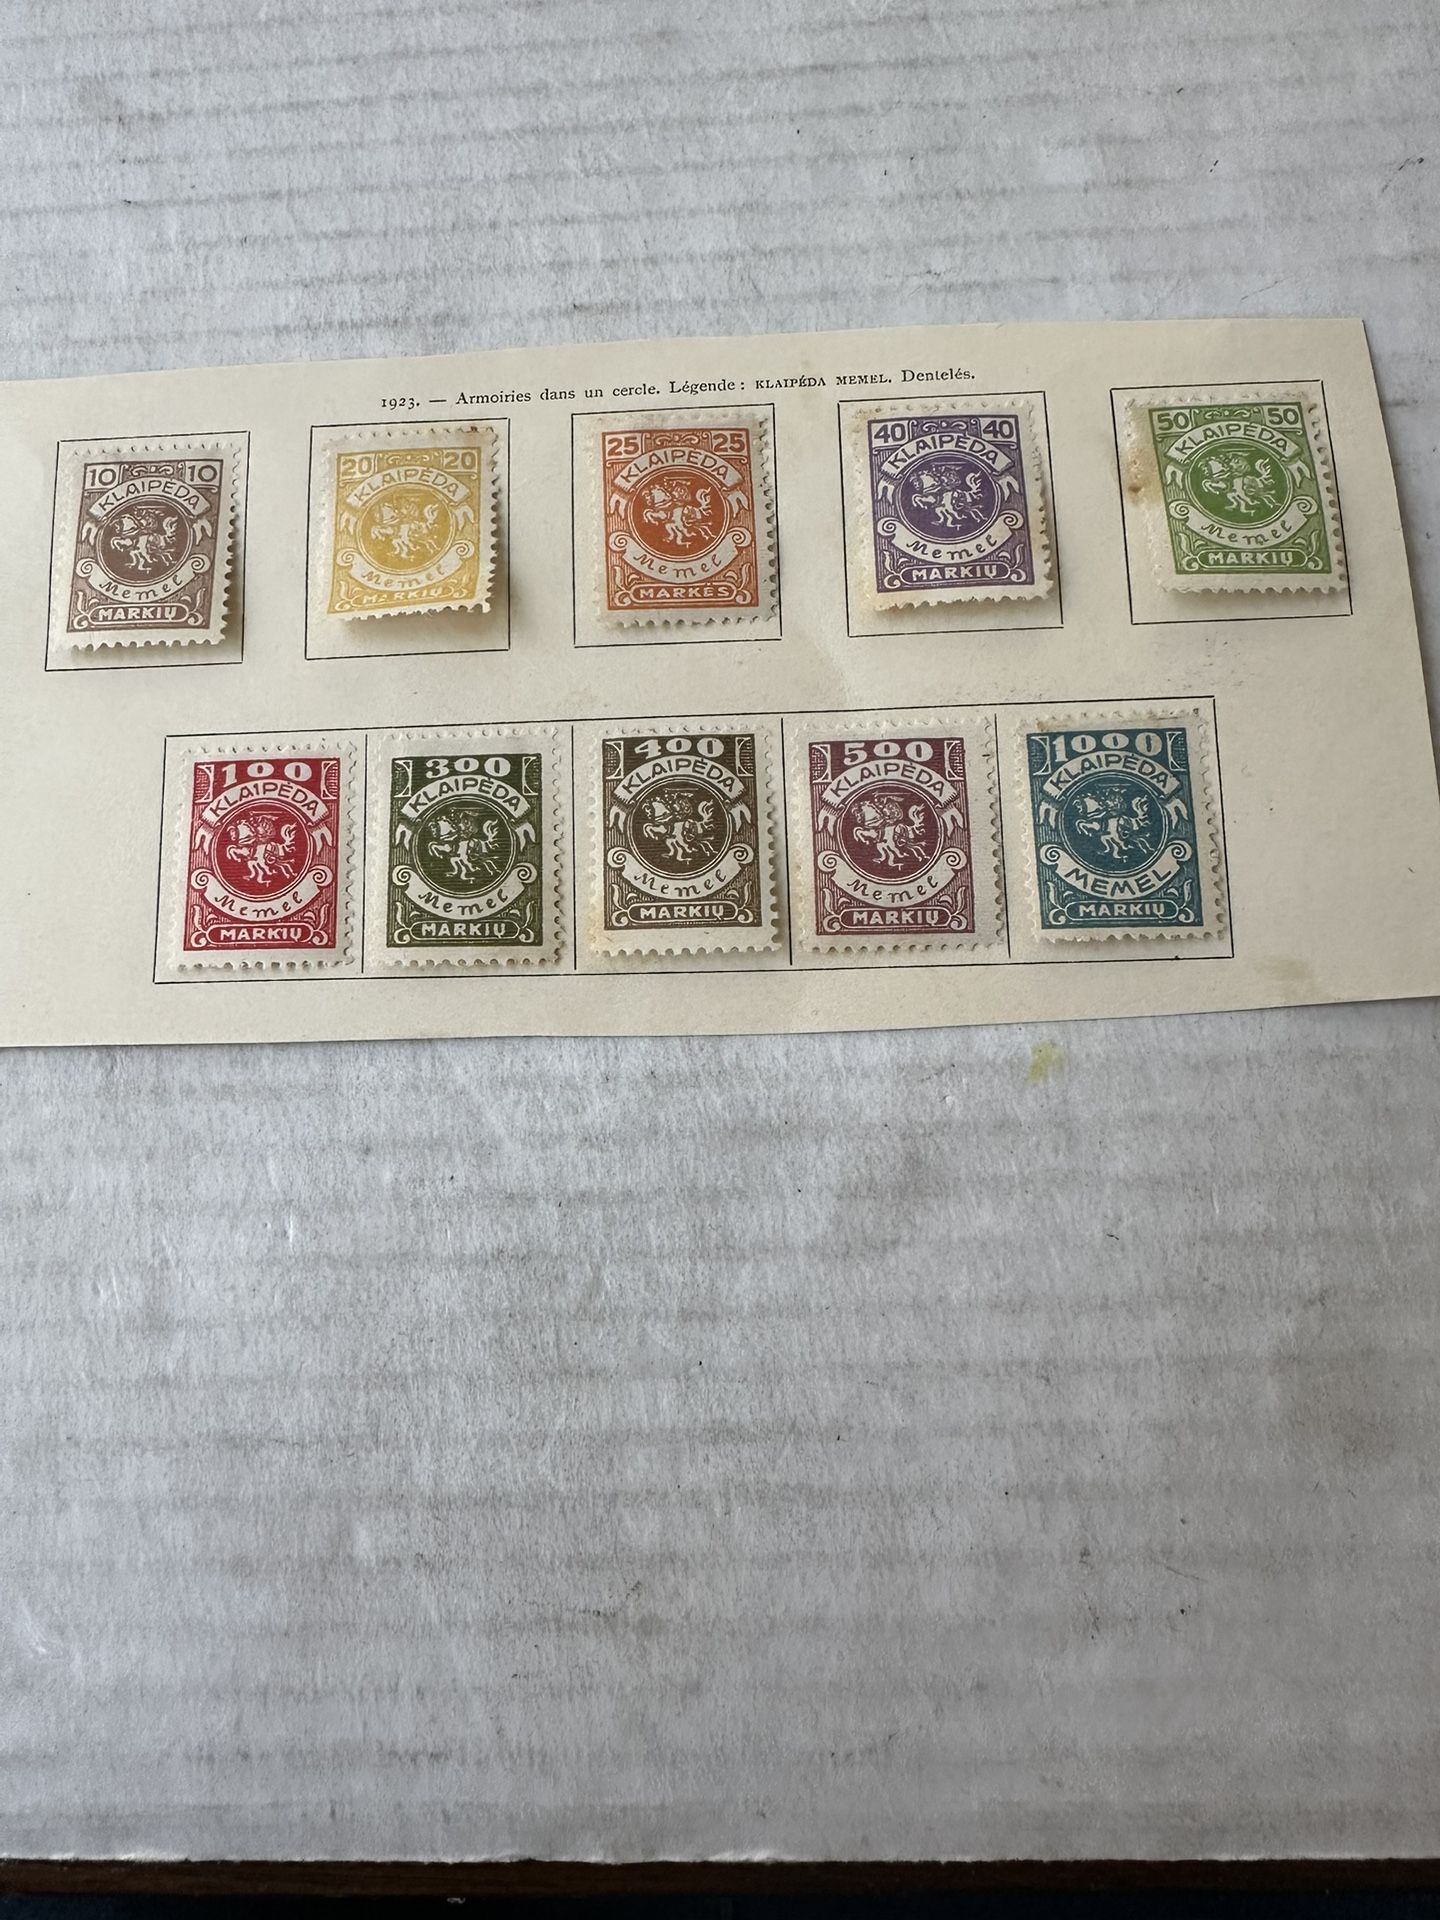 1923. — Armoiries dans un cercle. Légende : KLAIPÉDA MEMEL. Dentelés.
10 10
KLAIPĖDA
Memel
MARKIŲ
20 20
KLAIPĖDA
Memel
MARKIŲ
25 25
KLAIPĖDA
Memel
MARKĖS
40 40
KLAIPĖDA
Memel
MARKIŲ
50 50
KLAIPĖDA
Memel
MARKIŲ
100
KLAIPĖDA
Memel
MARKIŲ
300
KLAIPĖDA
Memel
MARKIŲ
400
KLAIPĖDA
Memel
MARKIŲ
500
KLAIPĖDA
Memel
MARKIŲ
1000
KLAIPĖDA
MEMEL
MARKIŲ